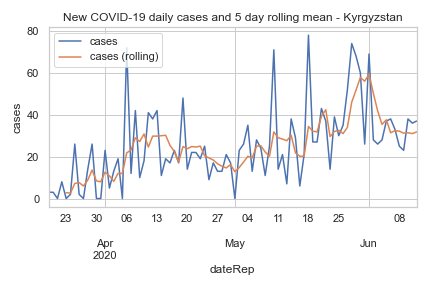 New COVID-19 daily cases and 5 day rolling mean - Kyrgyzstan
cases
cases (rolling)
80
60
40
20
0
cases
23 30 06 13 20 27 04 11 18 25 08
Apr May Jun
2020
dateRep